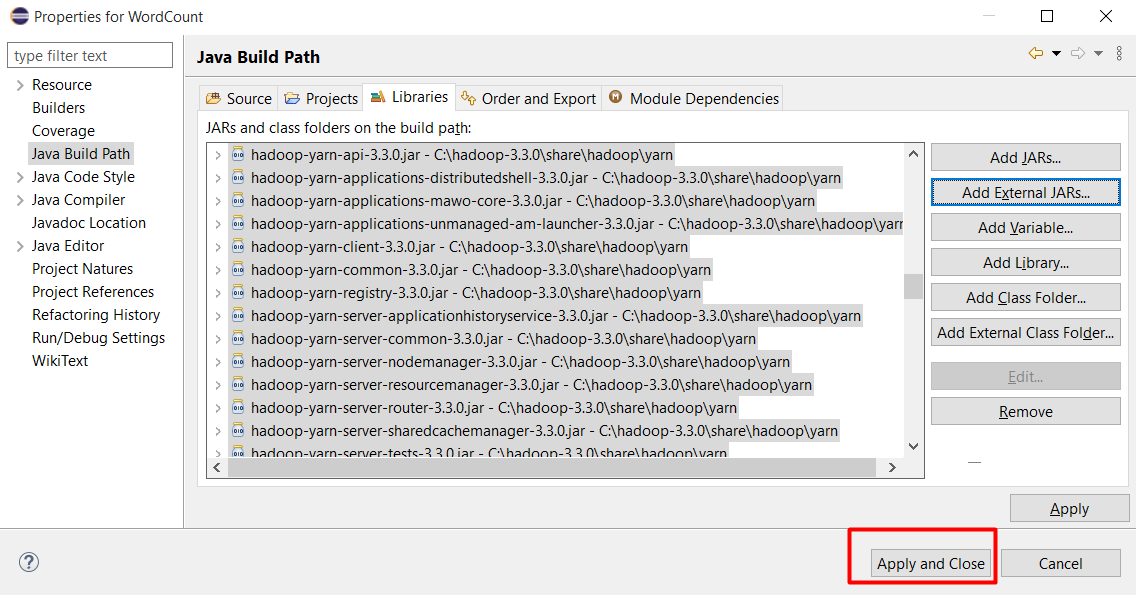 Properties for WordCount
type filter text
Resource
Builders
Coverage
Java Build Path
Java Code Style
Java Compiler
Javadoc Location
Java Editor
Project Natures
Project References
Refactoring History
Run/Debug Settings
WikiText
Java Build Path
Source Projects Libraries Order and Export Module Dependencies
JARs and class folders on the build path:
hadoop-yarn-api-3.3.0.jar - C:\hadoop-3.3.0\share\hadoop\yarn
hadoop-yarn-applications-distributedshell-3.3.0.jar - C:\hadoop-3.3.0\share\hadoop\yarn
hadoop-yarn-applications-mawo-core-3.3.0.jar - C:\hadoop-3.3.0\share\hadoop\yarn
hadoop-yarn-applications-unmanaged-am-launcher-3.3.0.jar - C:\hadoop-3.3.0\share\hadoop\yarn
hadoop-yarn-client-3.3.0.jar - C:\hadoop-3.3.0\share\hadoop\yarn
hadoop-yarn-common-3.3.0.jar - C:\hadoop-3.3.0\share\hadoop\yarn
hadoop-yarn-registry-3.3.0.jar - C:\hadoop-3.3.0\share\hadoop\yarn
hadoop-yarn-server-applicationhistoryservice-3.3.0.jar - C:\hadoop-3.3.0\share\hadoop\yarn
hadoop-yarn-server-common-3.3.0.jar - C:\hadoop-3.3.0\share\hadoop\yarn
hadoop-yarn-server-nodemanager-3.3.0.jar - C:\hadoop-3.3.0\share\hadoop\yarn
hadoop-yarn-server-resourcemanager-3.3.0.jar - C:\hadoop-3.3.0\share\hadoop\yarn
hadoop-yarn-server-router-3.3.0.jar - C:\hadoop-3.3.0\share\hadoop\yarn
hadoop-yarn-server-sharedcachemanager-3.3.0.jar - C:\hadoop-3.3.0\share\hadoop\yarn
hadoop-yarn-server-tests-3.3.0.jar - C:\hadoop-3.3.0\share\hadoop\yarn
Add JARs...
Add External JARs...
Add Variable...
Add Library...
Add Class Folder...
Add External Class Folder...
Edit...
Remove
Apply
Apply and Close
Cancel